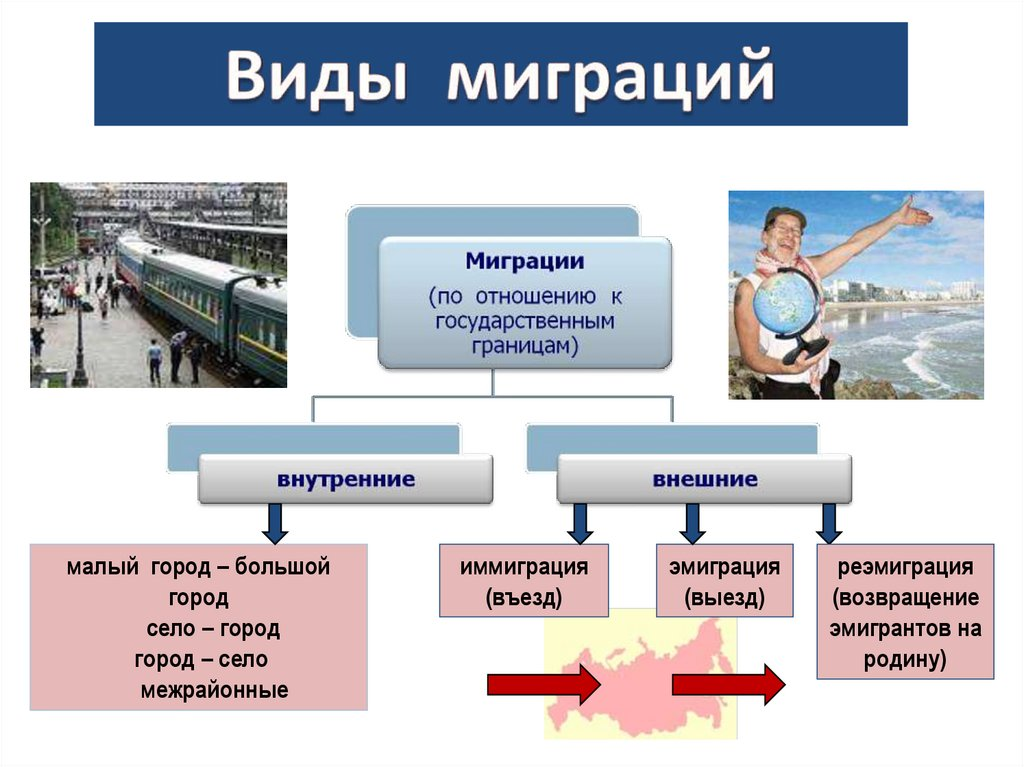 Виды миграций
Миграции
(по отношению к
государственным
границам)
внутренние
внешние
малый город – большой
город
село – город
город – село
межрайонные
иммиграция
(въезд)
эмиграция
(выезд)
реэмиграция
(возвращение
эмигрантов на
родину)